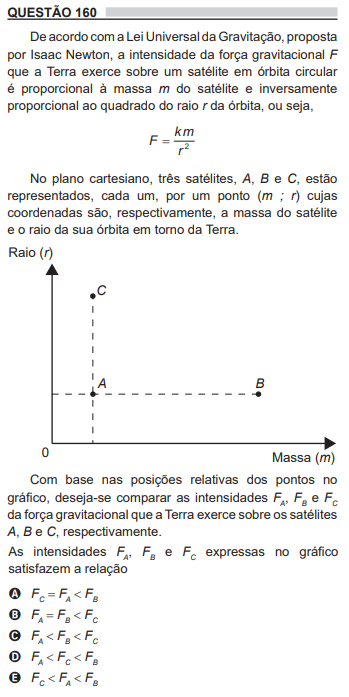 QUESTÃO 160
De acordo com a Lei Universal da Gravitação, proposta
por Isaac Newton, a intensidade da força gravitacional F
que a Terra exerce sobre um satélite em órbita circular
é proporcional à massa m do satélite e inversamente
proporcional ao quadrado do raio r da órbita, ou seja,
F = km / r²
No plano cartesiano, três satélites, A, B e C, estão
representados, cada um, por um ponto (m ; r) cujas
coordenadas são, respectivamente, a massa do satélite
e o raio da sua órbita em torno da Terra.
Raio (r)
C
A
B
0
Massa (m)
Com base nas posições relativas dos pontos no
gráfico, deseja-se comparar as intensidades F_A, F_B e F_C
da força gravitacional que a Terra exerce sobre os satélites
A, B e C, respectivamente.
As intensidades F_A, F_B e F_C expressas no gráfico
satisfazem a relação
A F_C = F_A < F_B
B F_A = F_B < F_C
C F_A < F_B < F_C
D F_A < F_C < F_B
E F_C < F_A < F_B